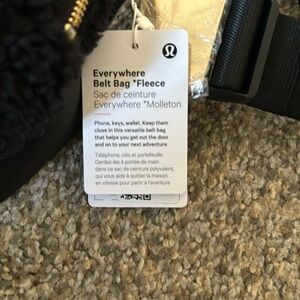 Everywhere
Belt Bag *Fleece
Sac de ceinture
Everywhere *Molleton
Phone, keys, wallet. Keep them
close in this versatile belt bag
that helps you get out the door
and on to your next adventure
Téléphone, clés et portefeuille.
Gardez-les à portée de main
dans ce sac de ceinture polyvalent,
qui vous aide à quitter la maison
en vitesse pour partir à l'aventure